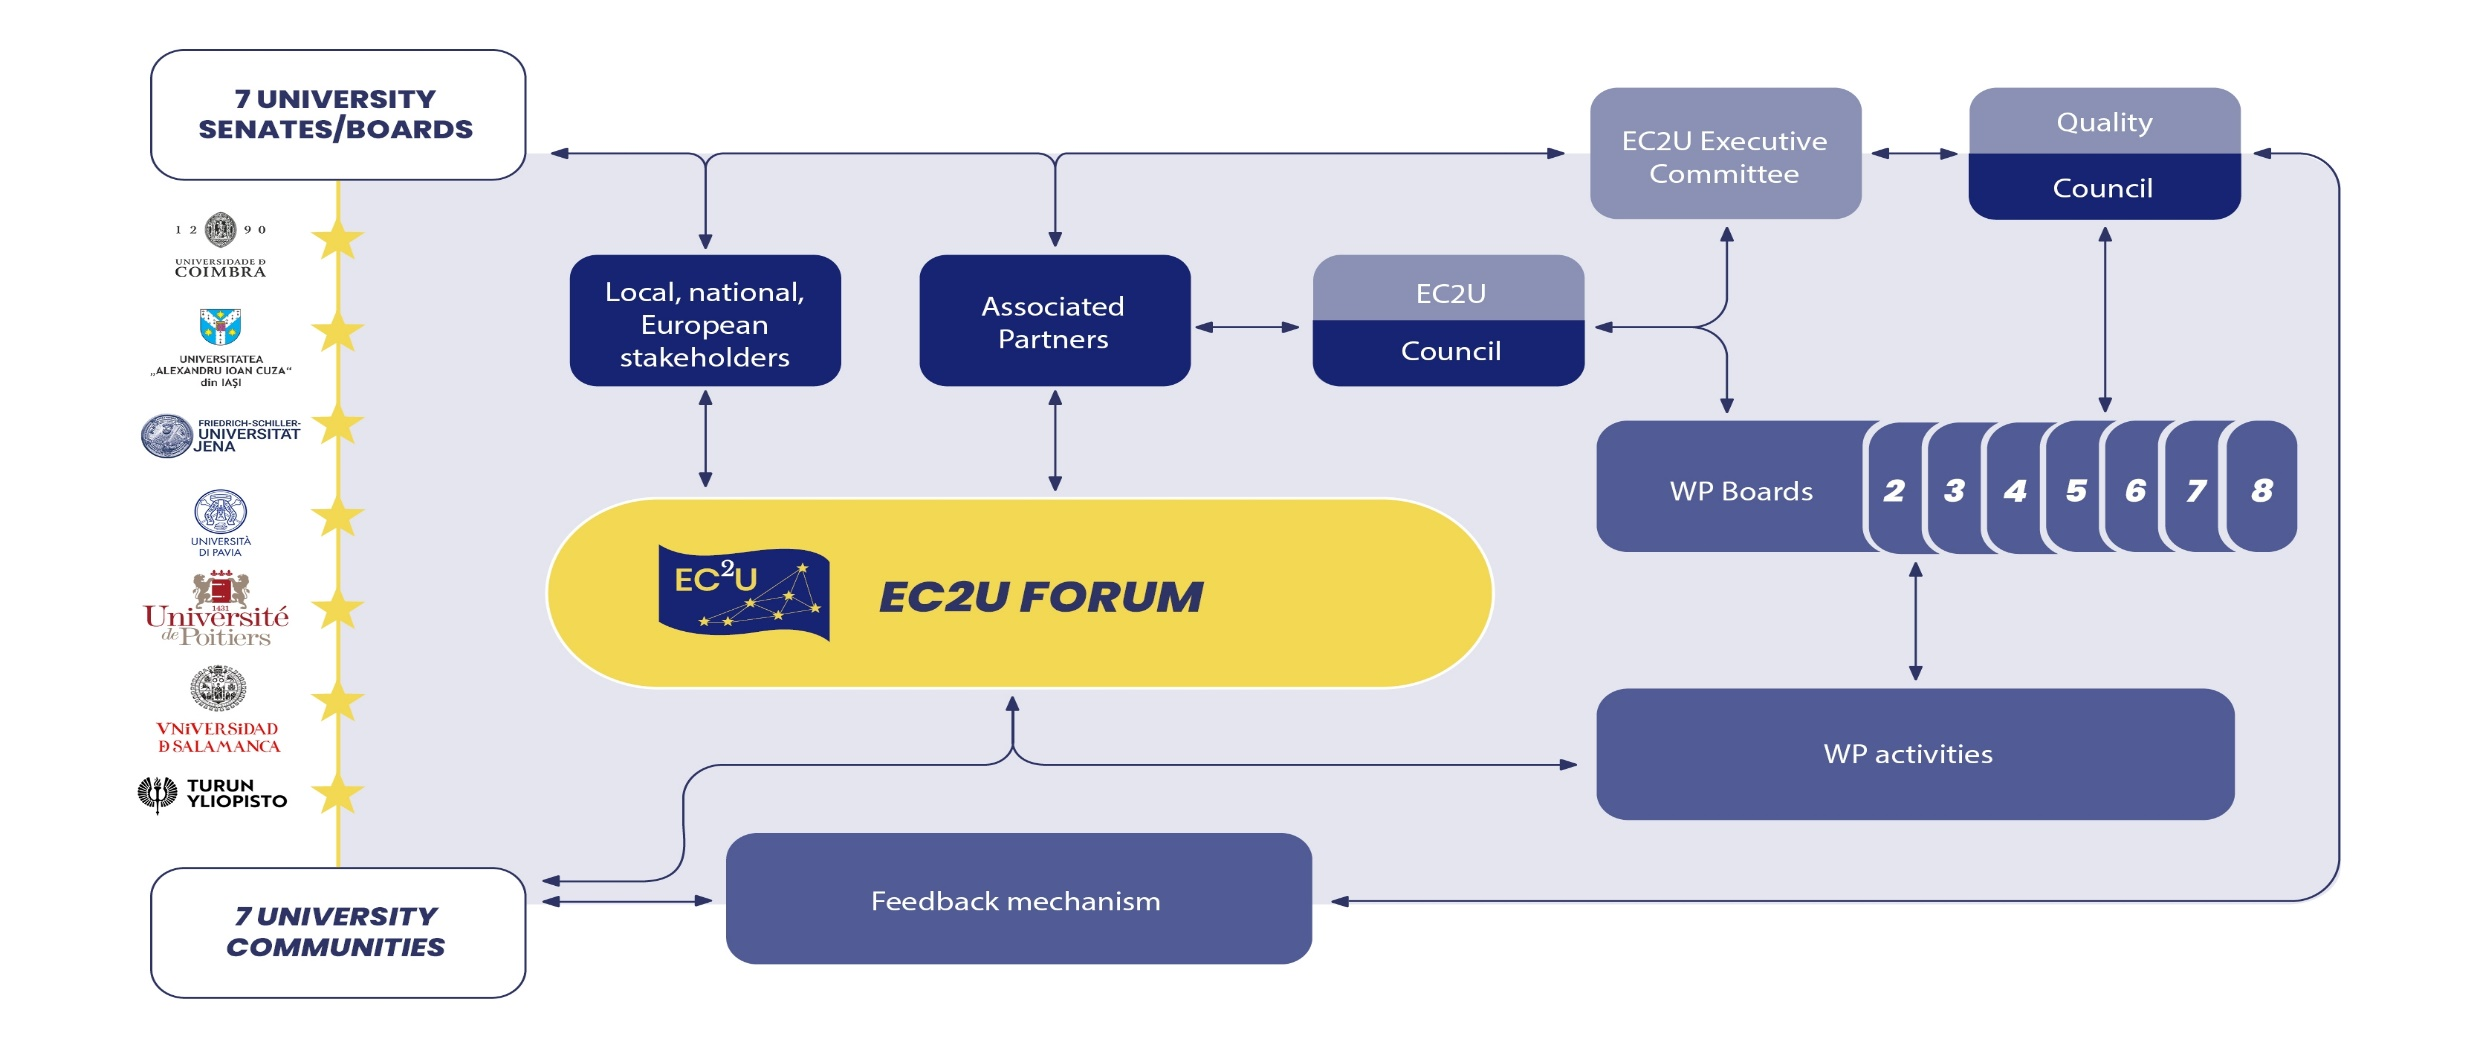 7 UNIVERSITY
SENATES/BOARDS
1 2 9 0
UNIVERSIDADE Ð
COIMBRA
UNIVERSITATEA
„ALEXANDRU IOAN CUZA“
din IAŞI
FRIEDRICH-SCHILLER-
UNIVERSITÄT
JENA
UNIVERSITÀ
DI PAVIA
1431
Université
de Poitiers
VNiVERSiDAD
Ð SALAMANCA
TURUN
YLIOPISTO
7 UNIVERSITY
COMMUNITIES
Local, national,
European
stakeholders
Associated
Partners
EC2U
Council
EC2U Executive
Committee
Quality
Council
WP Boards 2 3 4 5 6 7 8
EC²U
EC2U FORUM
WP activities
Feedback mechanism